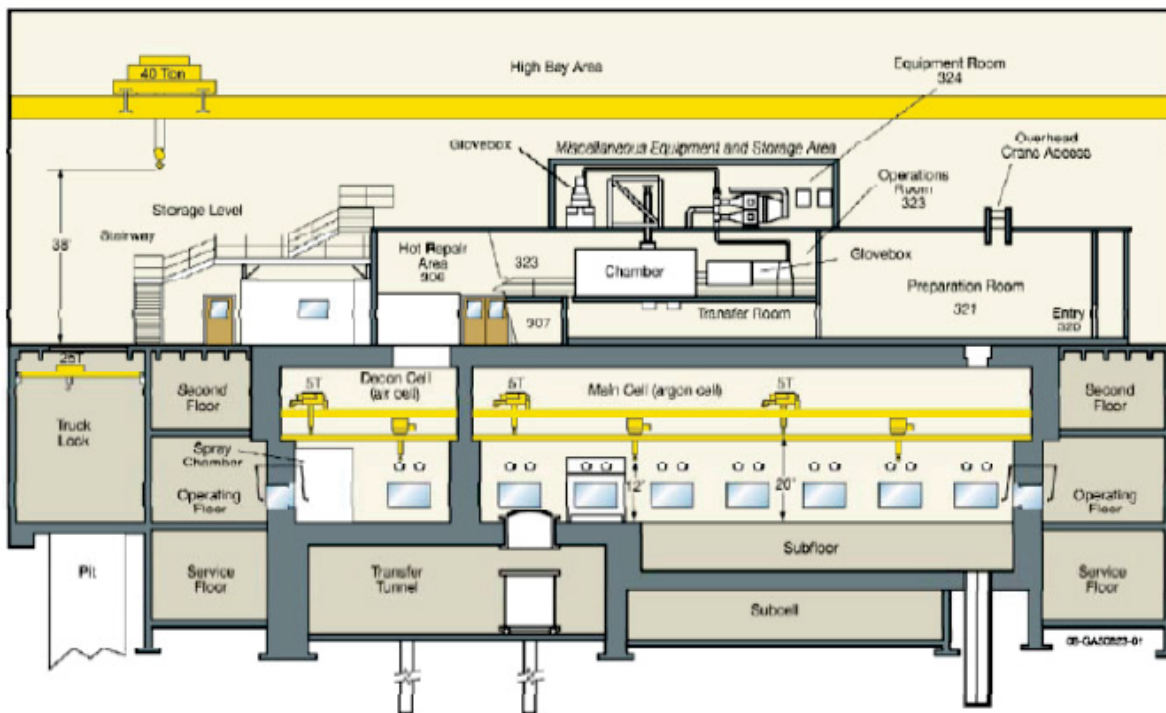 40 Ton
High Bay Area
Equipment Room
324
Glovebox
Miscellaneous Equipment and Storage Area
Overhead
Crane Access
Operations
Room
323
Storage Level
Stairway
38'
Hot Repair
Area
906
323
Chamber
Glovebox
Preparation Room
321
907
Transfer Room
Entry
320
25T
Truck
Lock
Second
Floor
5T
Decon Cell
(air cell)
5T
Main Cell (argon cell)
5T
Second
Floor
Spray
Chamber
Operating
Floor
12'
20'
Operating
Floor
Pit
Service
Floor
Transfer
Tunnel
Subfloor
Subcell
Service
Floor